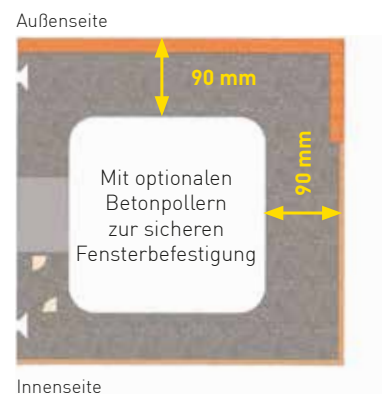 Außenseite
90 mm
90 mm
Mit optionalen
Betonpollern
zur sicheren
Fensterbefestigung
Innenseite